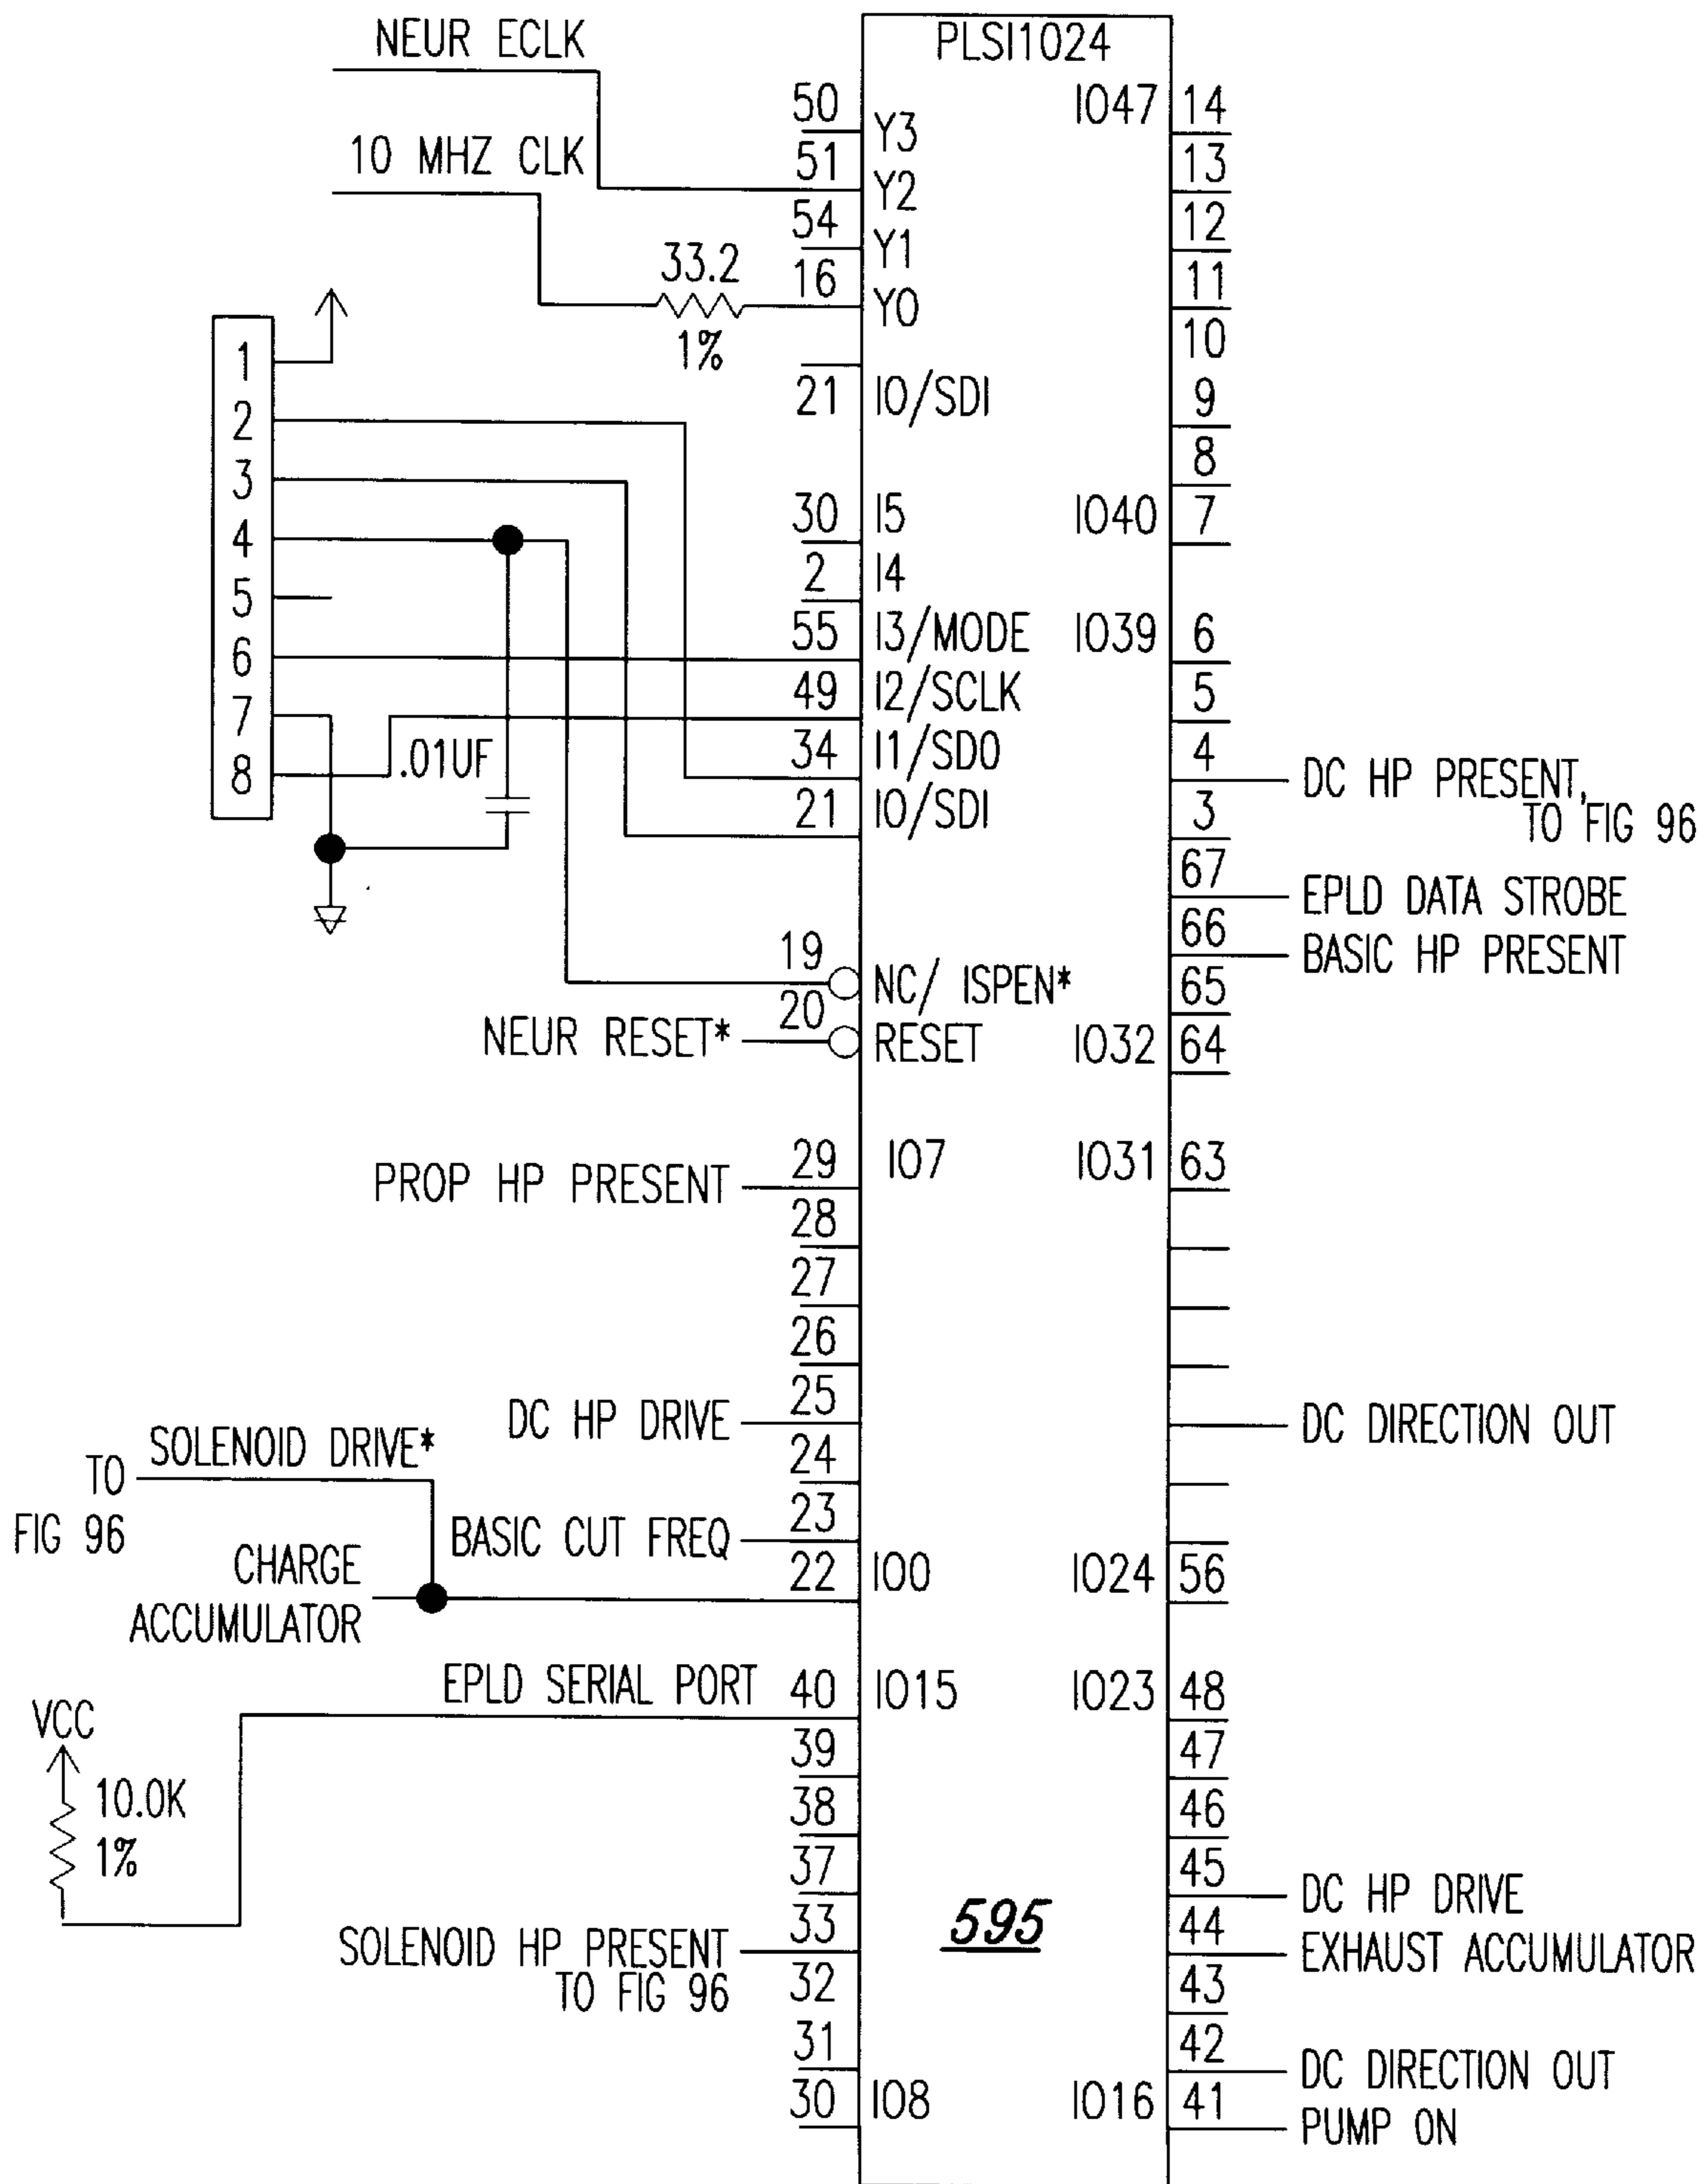 PLSI1024
NEUR ECLK
10 MHZ CLK
33.2
1%
50 Y3
51 Y2
54 Y1
16 Y0
21 I0/SDI
30 I5
2 I4
55 I3/MODE
49 I2/SCLK
34 I1/SDO
21 I0/SDI
19 NC/ ISPEN*
20 RESET
NEUR RESET*
1
2
3
4
5
6
7
8
.01UF
PROP HP PRESENT 29 IO7
28
27
26
DC HP DRIVE 25
24
BASIC CUT FREQ 23
22 IO0
SOLENOID DRIVE*
TO
FIG 96
CHARGE
ACCUMULATOR
EPLD SERIAL PORT 40 IO15
VCC
10.0K
1%
39
38
37
33
SOLENOID HP PRESENT
TO FIG 96
32
31
30 IO8
595
IO47 14
13
12
11
10
9
8
IO40 7
IO39 6
5
4
DC HP PRESENT,
TO FIG 96
3
67 EPLD DATA STROBE
66 BASIC HP PRESENT
65
IO32 64
IO31 63
DC DIRECTION OUT
IO24 56
IO23 48
47
46
45 DC HP DRIVE
44 EXHAUST ACCUMULATOR
43
42 DC DIRECTION OUT
IO16 41 PUMP ON